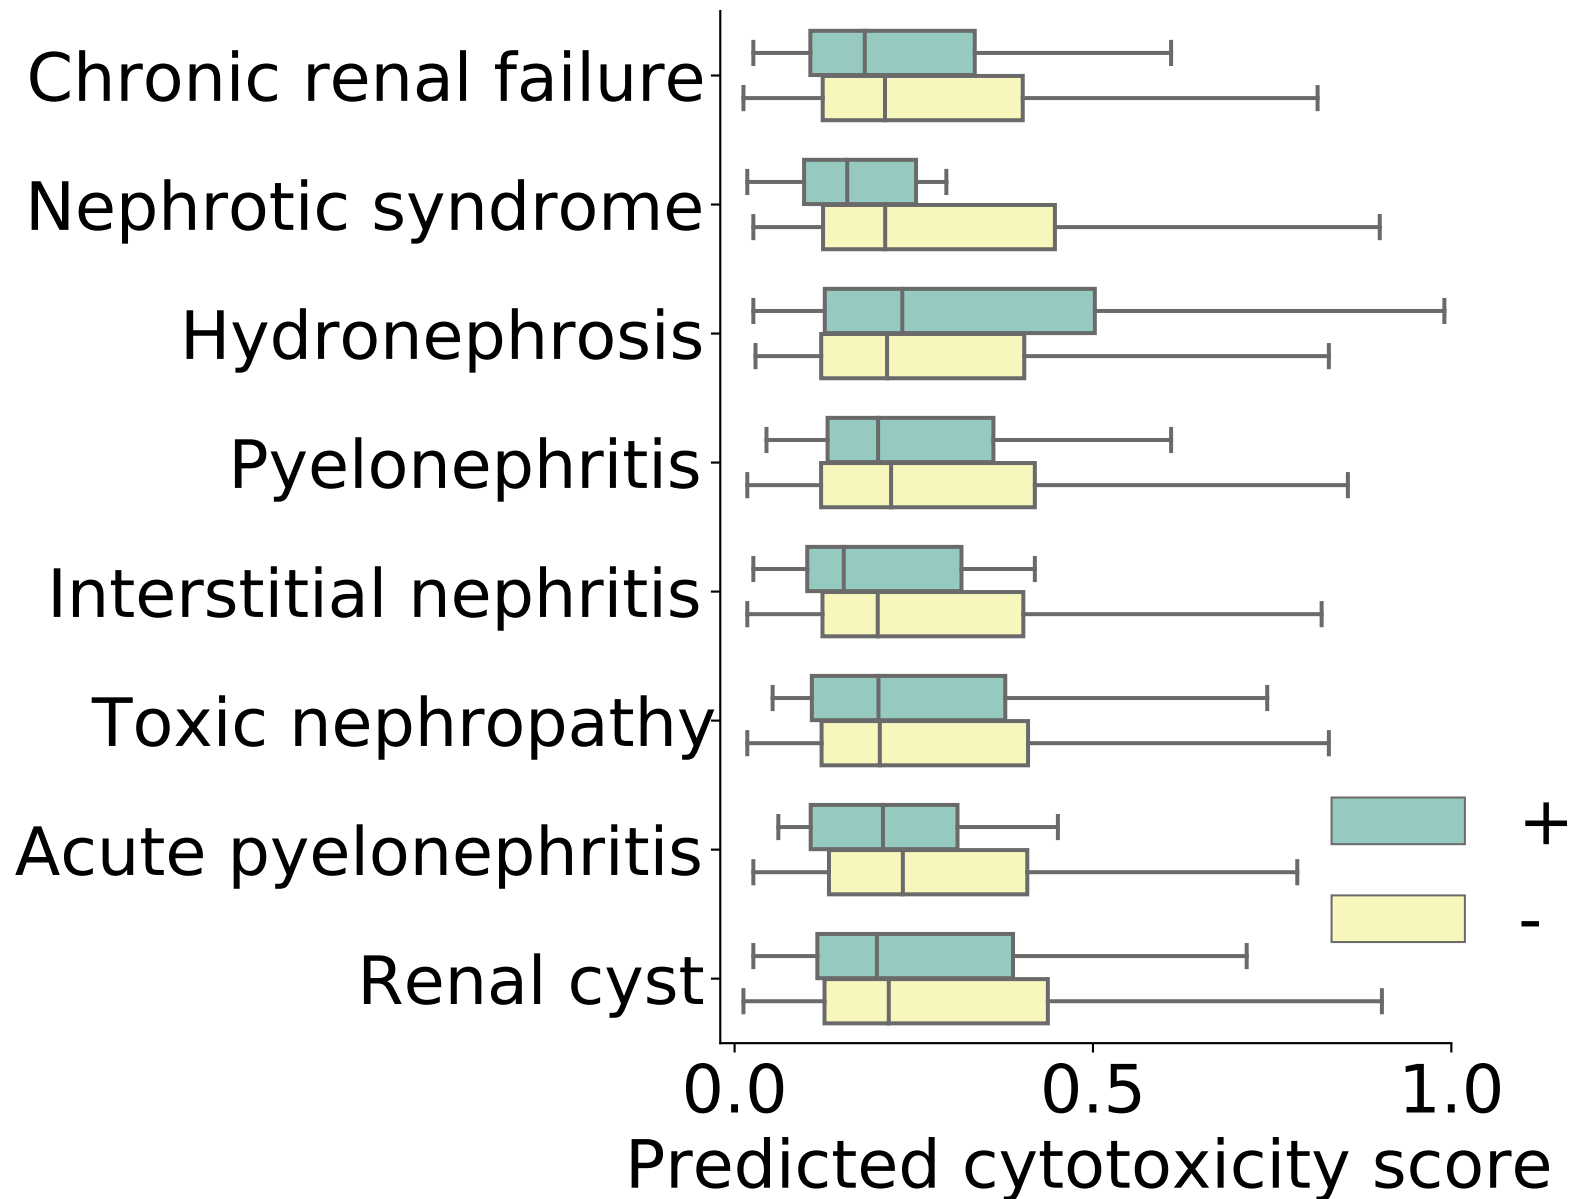 Chronic renal failure
Nephrotic syndrome
Hydronephrosis
Pyelonephritis
Interstitial nephritis
Toxic nephropathy
Acute pyelonephritis
Renal cyst
+
-
0.0 0.5 1.0
Predicted cytotoxicity score